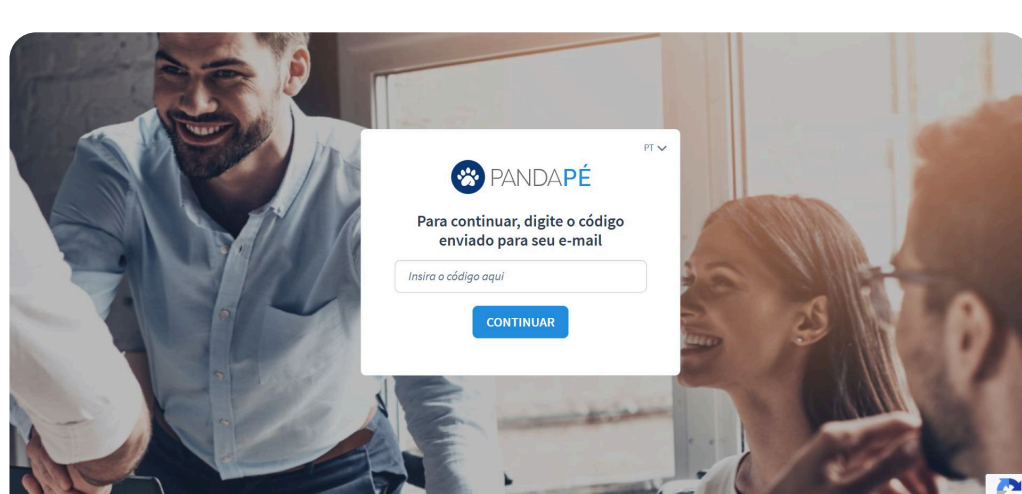 PT
PANDAPÉ
Para continuar, digite o código
enviado para seu e-mail
Insira o código aqui
CONTINUAR